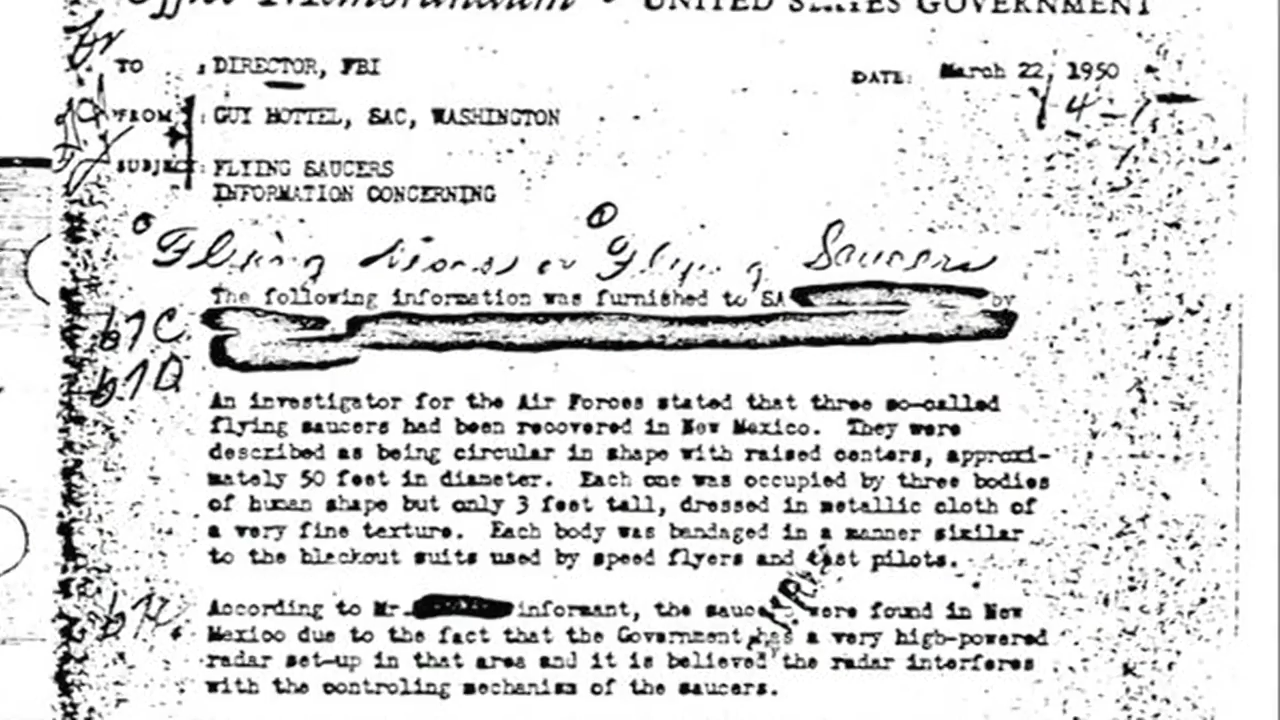 Office Memorandum • UNITED STATES GOVERNMENT
TO : DIRECTOR, FBI DATE: March 22, 1950
FROM : GUY HOTTEL, SAC, WASHINGTON
SUBJECT: FLYING SAUCERS
INFORMATION CONCERNING
Flying Discs or Flying Saucers
The following information was furnished to SA by
b7C
b7D
An investigator for the Air Forces stated that three so-called
flying saucers had been recovered in New Mexico. They were
described as being circular in shape with raised centers, approxi-
mately 50 feet in diameter. Each one was occupied by three bodies
of human shape but only 3 feet tall, dressed in metallic cloth of
a very fine texture. Each body was bandaged in a manner similar
to the blackout suits used by speed flyers and test pilots.
According to Mr. informant, the saucers were found in New
Mexico due to the fact that the Government has a very high-powered
radar set-up in that area and it is believed the radar interferes
with the controling mechanism of the saucers.